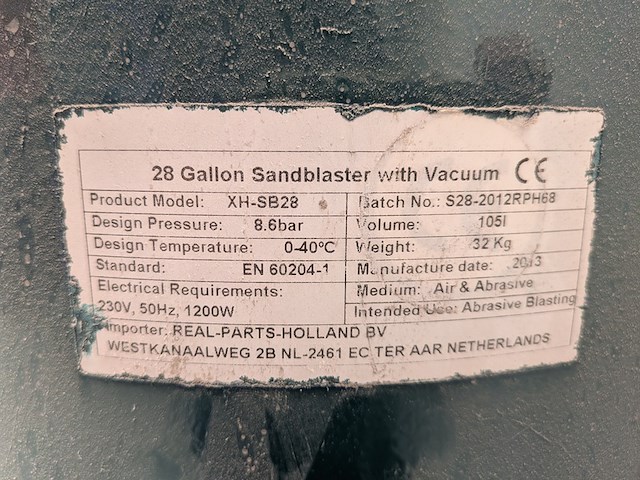 28 Gallon Sandblaster with Vacuum CE
Product Model: XH-SB28 Batch No.: S28-2012RPH68
Design Pressure: 8.6bar Volume: 105l
Design Temperature: 0-40ºC Weight: 32 Kg
Standard: EN 60204-1 Manufacture date: 2013
Electrical Requirements: Medium: Air & Abrasive
230V, 50Hz, 1200W Intended Use: Abrasive Blasting
Importer: REAL-PARTS-HOLLAND BV
WESTKANAALWEG 2B NL-2461 EC TER AAR NETHERLANDS